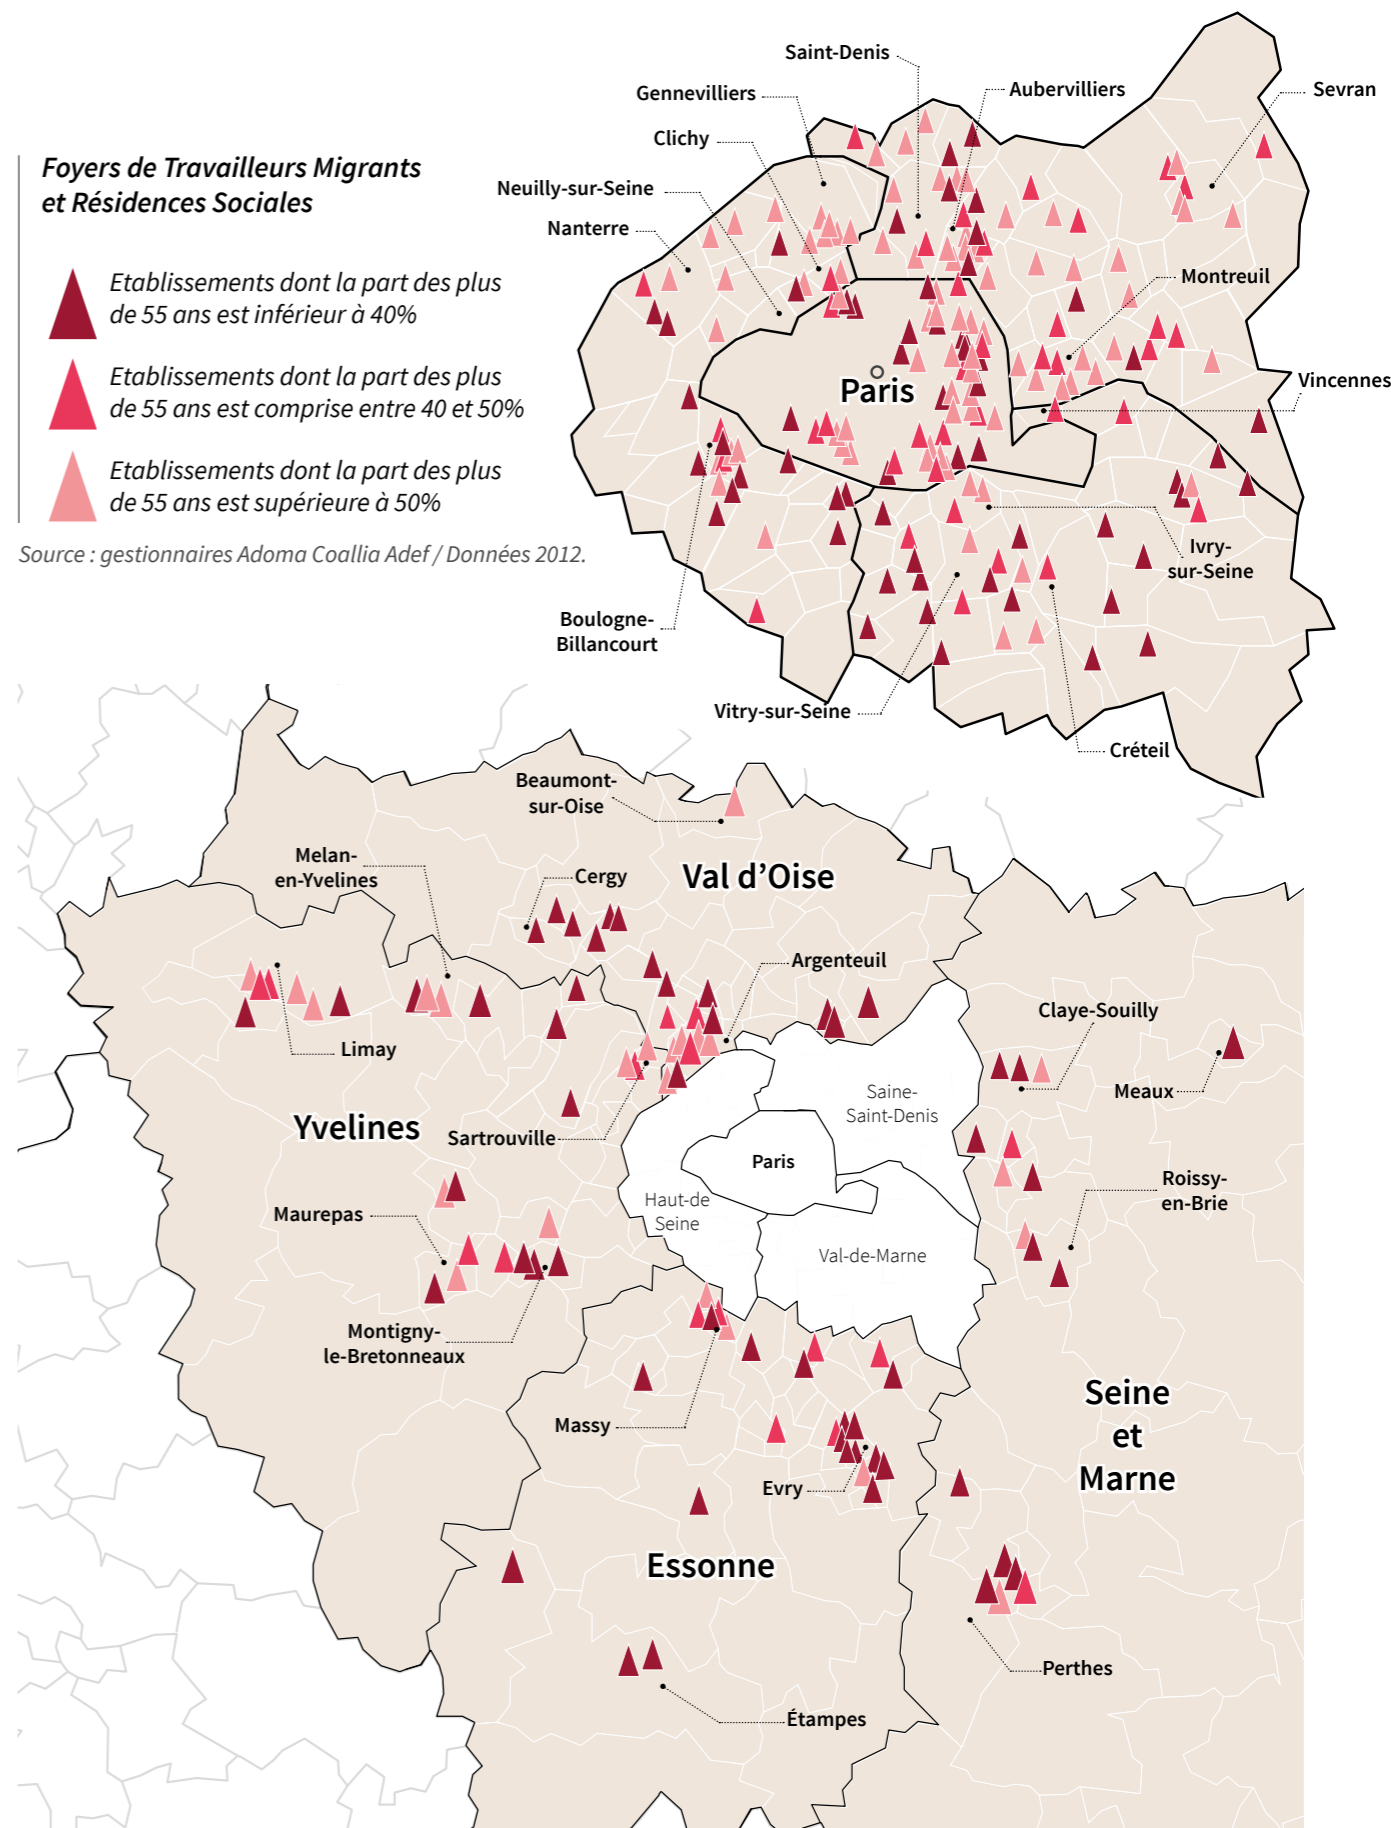 Foyers de Travailleurs Migrants
et Résidences Sociales
Etablissements dont la part des plus
de 55 ans est inférieur à 40%
Etablissements dont la part des plus
de 55 ans est comprise entre 40 et 50%
Etablissements dont la part des plus
de 55 ans est supérieure à 50%
Source : gestionnaires Adoma Coallia Adef / Données 2012.
Saint-Denis
Gennevilliers
Aubervilliers
Sevran
Clichy
Neuilly-sur-Seine
Nanterre
Montreuil
Vincennes
Paris
Ivry-
sur-Seine
Boulogne-
Billancourt
Vitry-sur-Seine
Créteil
Beaumont-
sur-Oise
Melan-
en-Yvelines
Cergy
Val d'Oise
Argenteuil
Claye-Souilly
Limay
Meaux
Saine-
Saint-Denis
Yvelines
Sartrouville
Paris
Roissy-
en-Brie
Haut-de
Seine
Maurepas
Val-de-Marne
Montigny-
le-Bretonneaux
Seine
et
Marne
Massy
Evry
Essonne
Perthes
Étampes